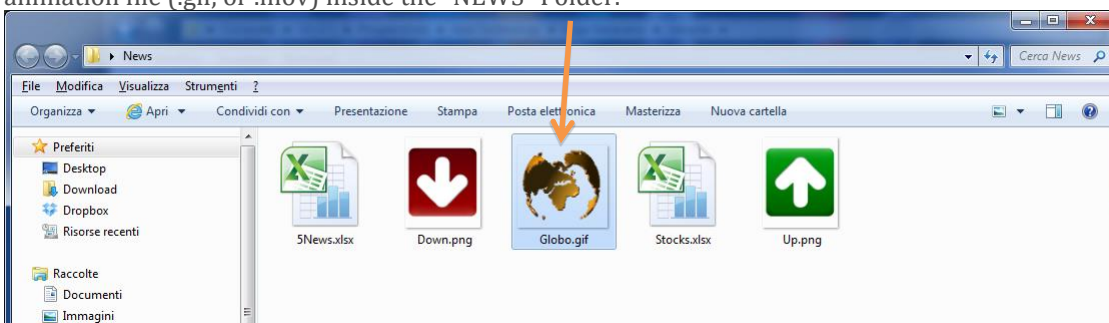 animation file (.gif, or .mov) inside the "NEWS" Folder.
News
Cerca News
File Modifica Visualizza Strumenti ?
Organizza Apri Condividi con Presentazione Stampa Posta elettronica Masterizza Nuova cartella
Preferiti
Desktop
Download
Dropbox
Risorse recenti
Raccolte
Documenti
Immagini
5News.xlsx Down.png Globo.gif Stocks.xlsx Up.png